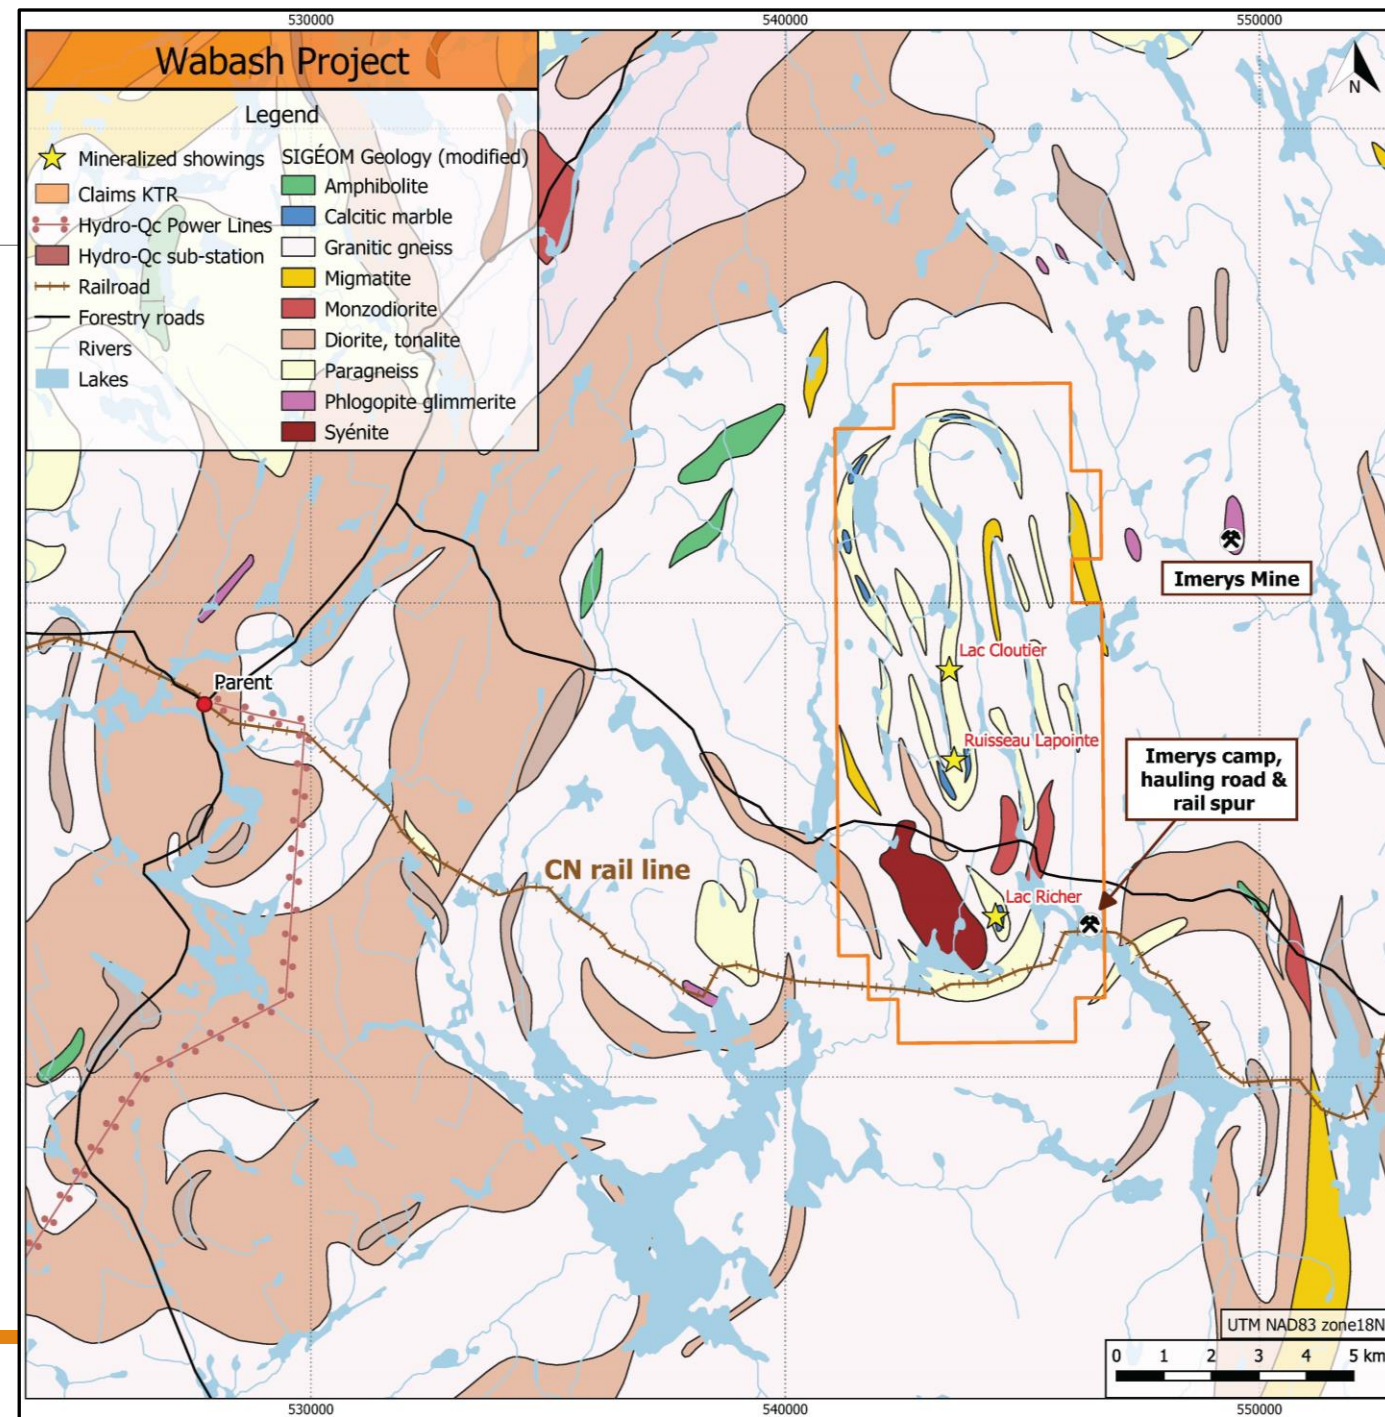 530000
540000
550000
Wabash Project
N
Legend
Mineralized showings
Claims KTR
Hydro-Qc Power Lines
Hydro-Qc sub-station
Railroad
Forestry roads
Rivers
Lakes
SIGÉOM Geology (modified)
Amphibolite
Calcitic marble
Granitic gneiss
Migmatite
Monzodiorite
Diorite, tonalite
Paragneiss
Phlogopite glimmerite
Syénite
Imerys Mine
Lac Cloutier
Parent
Ruisseau Lapointe
Imerys camp,
hauling road &
rail spur
CN rail line
Lac Richer
UTM NAD83 zone18N
0 1 2 3 4 5 km
530000
540000
550000